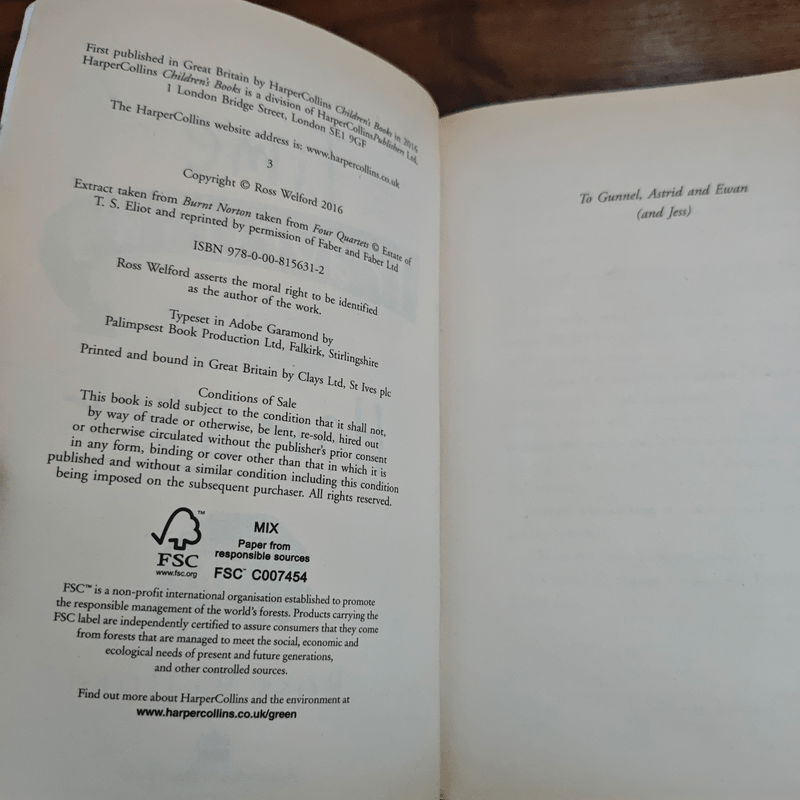 First published in Great Britain by HarperCollins Children's Books in 2016
HarperCollins Children's Books is a division of HarperCollinsPublishers Ltd,
1 London Bridge Street, London SE1 9GF
The HarperCollins website address is: www.harpercollins.co.uk
3
Copyright © Ross Welford 2016
Extract taken from Burnt Norton taken from Four Quartets © Estate of
T. S. Eliot and reprinted by permission of Faber and Faber Ltd
ISBN 978-0-00-815631-2
Ross Welford asserts the moral right to be identified
as the author of the work.
Typeset in Adobe Garamond by
Palimpsest Book Production Ltd, Falkirk, Stirlingshire
Printed and bound in Great Britain by Clays Ltd, St Ives plc
Conditions of Sale
This book is sold subject to the condition that it shall not,
by way of trade or otherwise, be lent, re-sold, hired out
or otherwise circulated without the publisher's prior consent
in any form, binding or cover other than that in which it is
published and without a similar condition including this condition
being imposed on the subsequent purchaser. All rights reserved.
™
FSC
www.fsc.org
MIX
Paper from
responsible sources
FSC™ C007454
FSC™ is a non-profit international organisation established to promote
the responsible management of the world's forests. Products carrying the
FSC label are independently certified to assure consumers that they come
from forests that are managed to meet the social, economic and
ecological needs of present and future generations,
and other controlled sources.
Find out more about HarperCollins and the environment at
www.harpercollins.co.uk/green
To Gunnel, Astrid and Ewan
(and Jess)